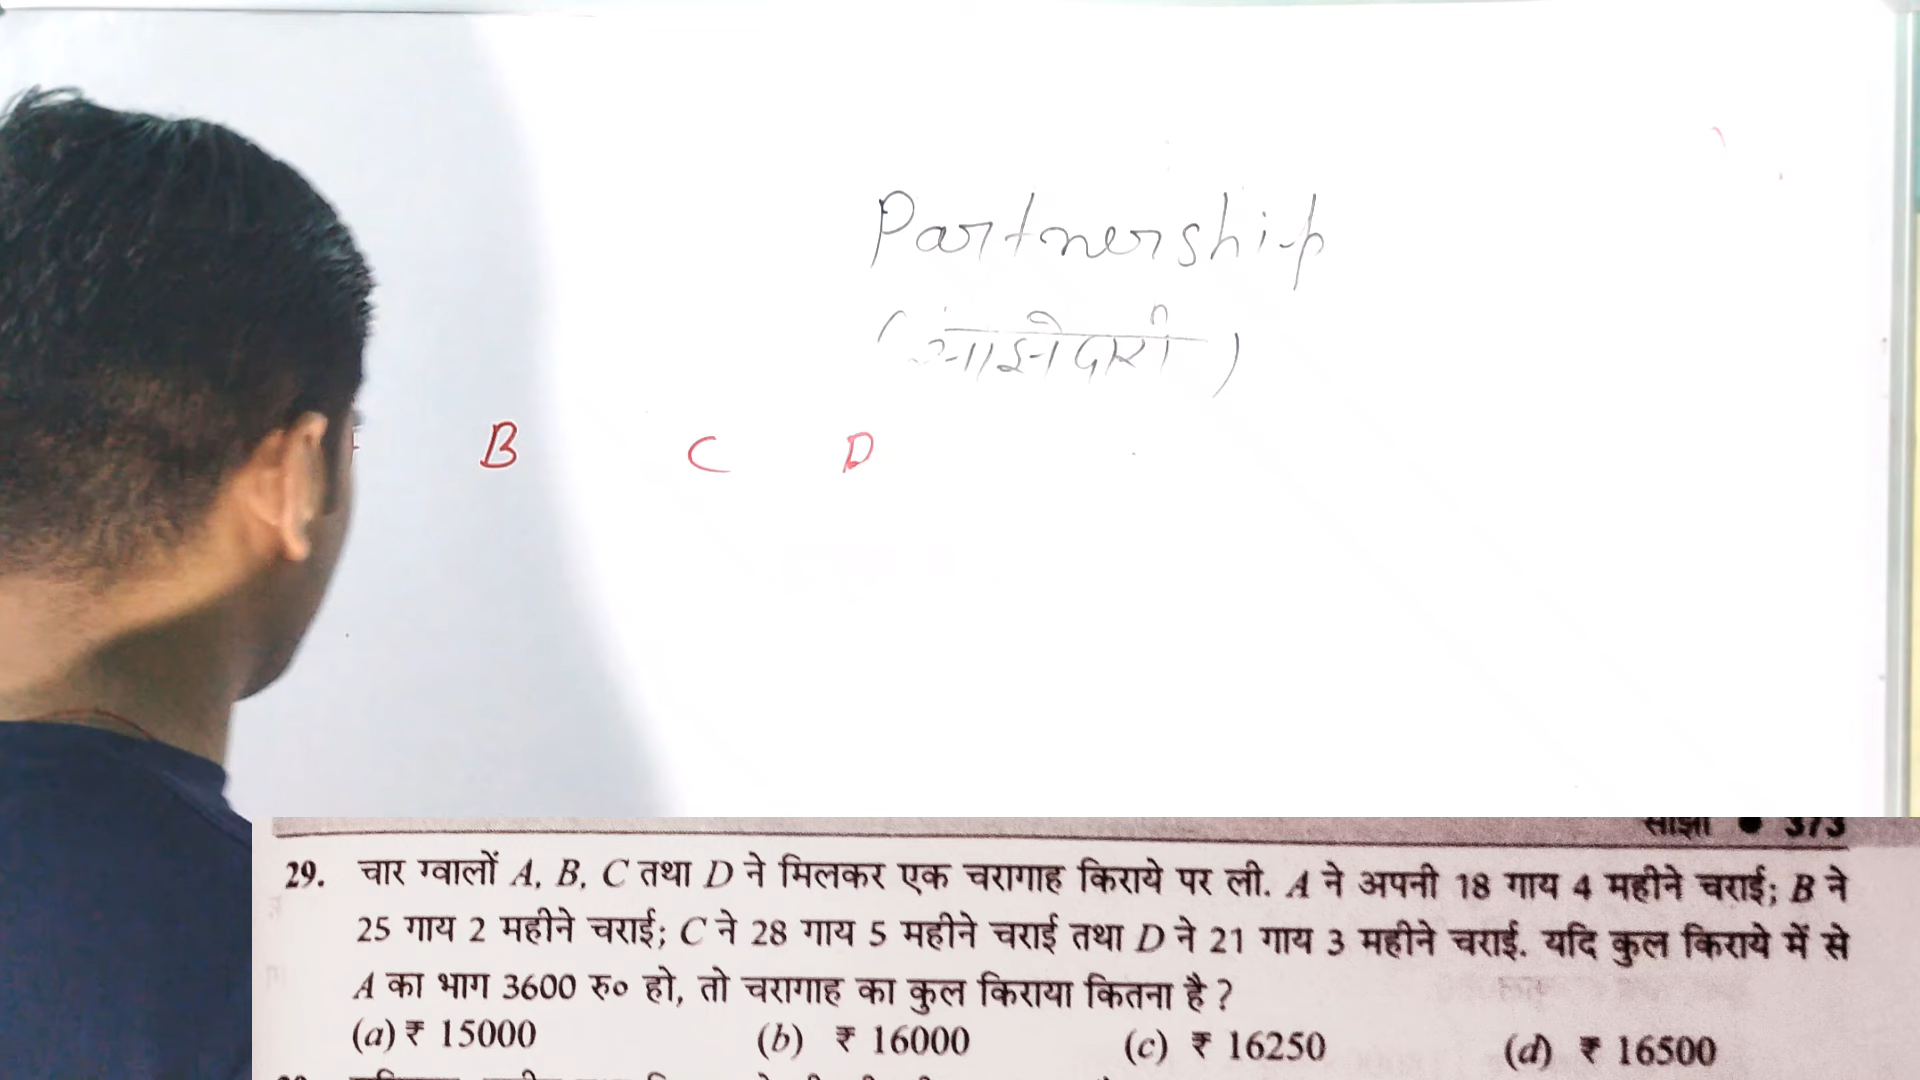 Partnership
(साझेदारी)
B C D
साझा ● 373
29. चार ग्वालों A, B, C तथा D ने मिलकर एक चरागाह किराये पर ली. A ने अपनी 18 गाय 4 महीने चराई; B ने
25 गाय 2 महीने चराई; C ने 28 गाय 5 महीने चराई तथा D ने 21 गाय 3 महीने चराई. यदि कुल किराये में से
A का भाग 3600 रु० हो, तो चरागाह का कुल किराया कितना है ?
(a) ₹ 15000 (b) ₹ 16000 (c) ₹ 16250 (d) ₹ 16500